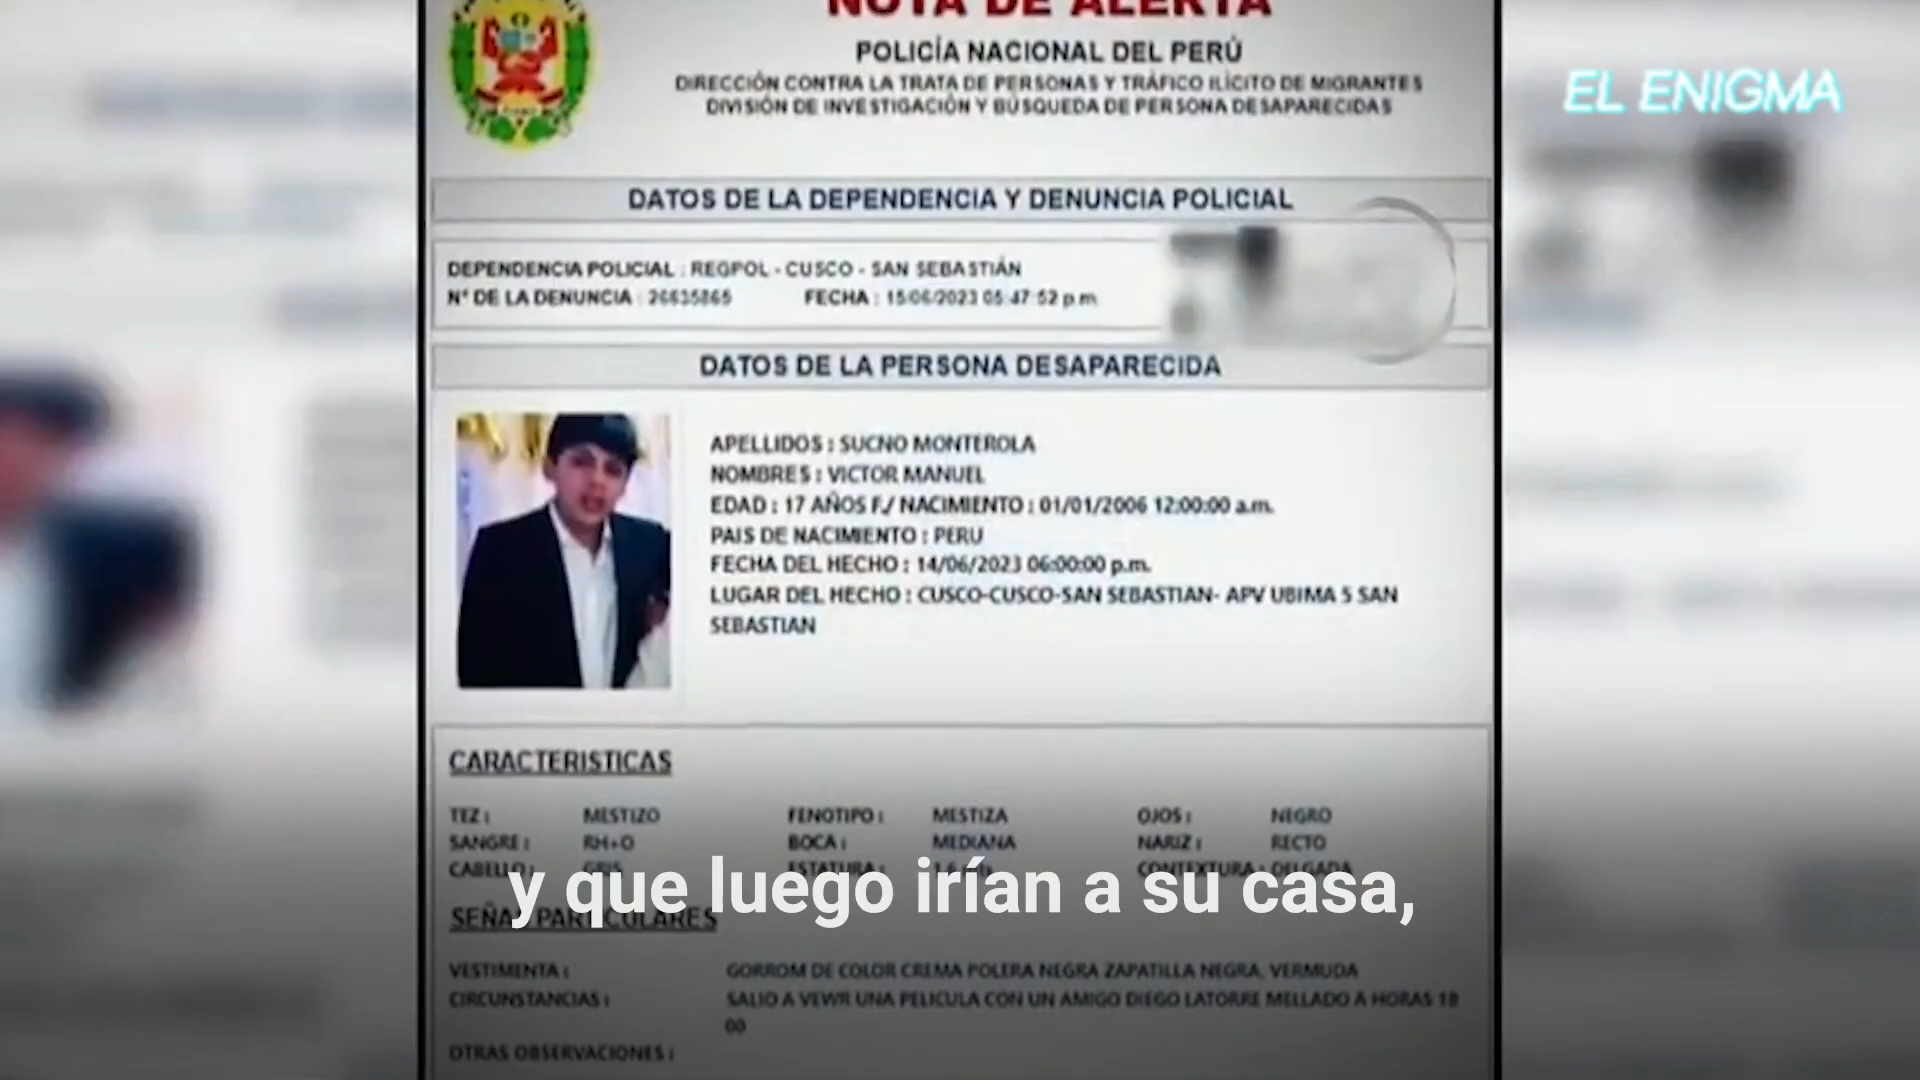 NOTA DE ALERTA
POLICÍA NACIONAL DEL PERÚ
DIRECCIÓN CONTRA LA TRATA DE PERSONAS Y TRÁFICO ILÍCITO DE MIGRANTES
DIVISIÓN DE INVESTIGACIÓN Y BÚSQUEDA DE PERSONA DESAPARECIDAS
EL ENIGMA
DATOS DE LA DEPENDENCIA Y DENUNCIA POLICIAL
DEPENDENCIA POLICIAL : REGPOL - CUSCO - SAN SEBASTIÁN
N° DE LA DENUNCIA : 26635865 FECHA : 15/06/2023 05:47:52 p.m.
DATOS DE LA PERSONA DESAPARECIDA
APELLIDOS : SUCNO MONTEROLA
NOMBRES : VICTOR MANUEL
EDAD : 17 AÑOS F./ NACIMIENTO : 01/01/2006 12:00:00 a.m.
PAIS DE NACIMIENTO : PERU
FECHA DEL HECHO : 14/06/2023 06:00:00 p.m.
LUGAR DEL HECHO : CUSCO-CUSCO-SAN SEBASTIAN- APV UBIMA 5 SAN
SEBASTIAN
CARACTERISTICAS
TEZ : MESTIZO FENOTIPO : MESTIZA OJOS : NEGRO
SANGRE : RH+O BOCA : MEDIANA NARIZ : RECTO
CABELLO : GRIS ESTATURA : CONTEXTURA : DELGADA
y que luego irían a su casa,
SEÑAS PARTICULARES
VESTIMENTA : GORROM DE COLOR CREMA POLERA NEGRA ZAPATILLA NEGRA, VERMUDA
CIRCUNSTANCIAS : SALIO A VEWR UNA PELICULA CON UN AMIGO DIEGO LATORRE MELLADO A HORAS 18
00
OTRAS OBSERVACIONES :